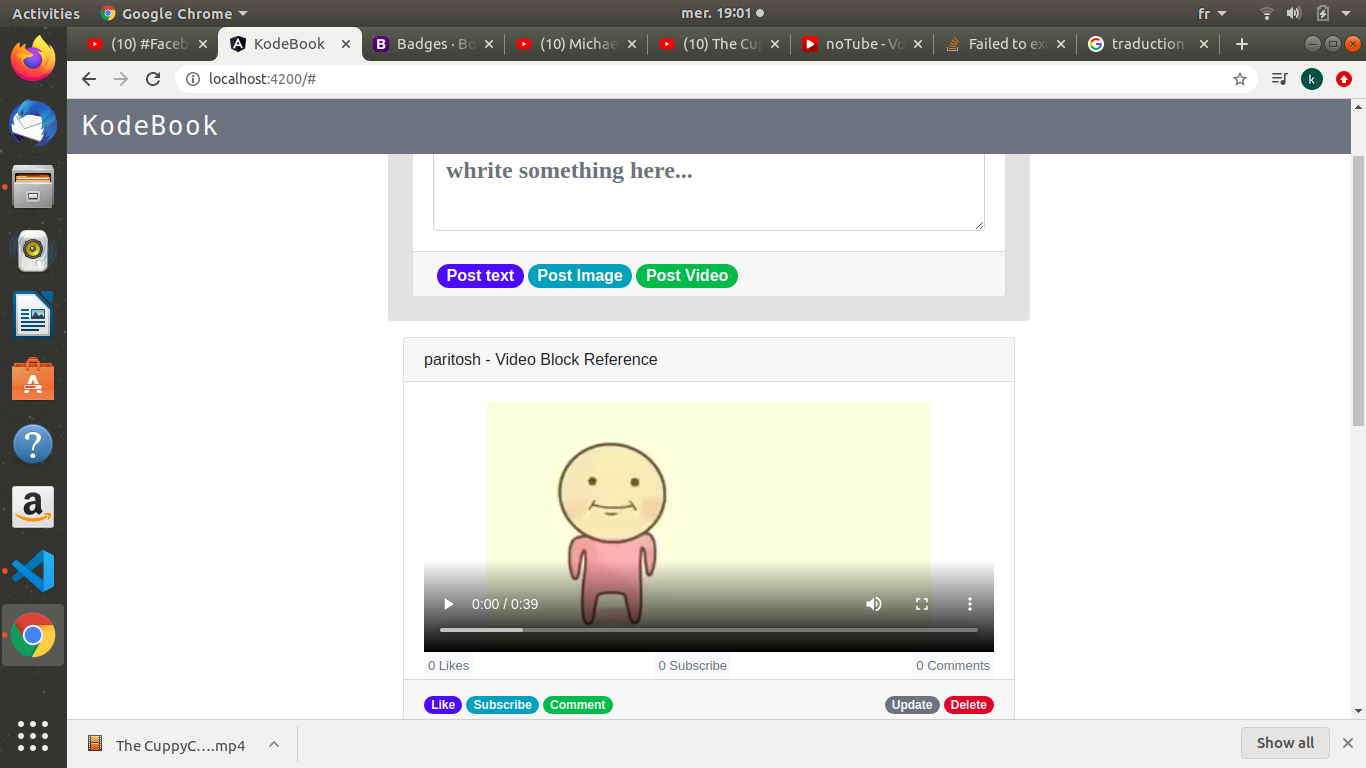 Activities Google Chrome mer. 19:01 fr
(10) #Faceb KodeBook Badges · Bo (10) Michae (10) The Cup noTube - Vo Failed to ex traduction
localhost:4200/# k
KodeBook
whrite something here...
Post text Post Image Post Video
paritosh - Video Block Reference
0:00 / 0:39
0 Likes 0 Subscribe 0 Comments
Like Subscribe Comment Update Delete
The CuppyC....mp4 Show all